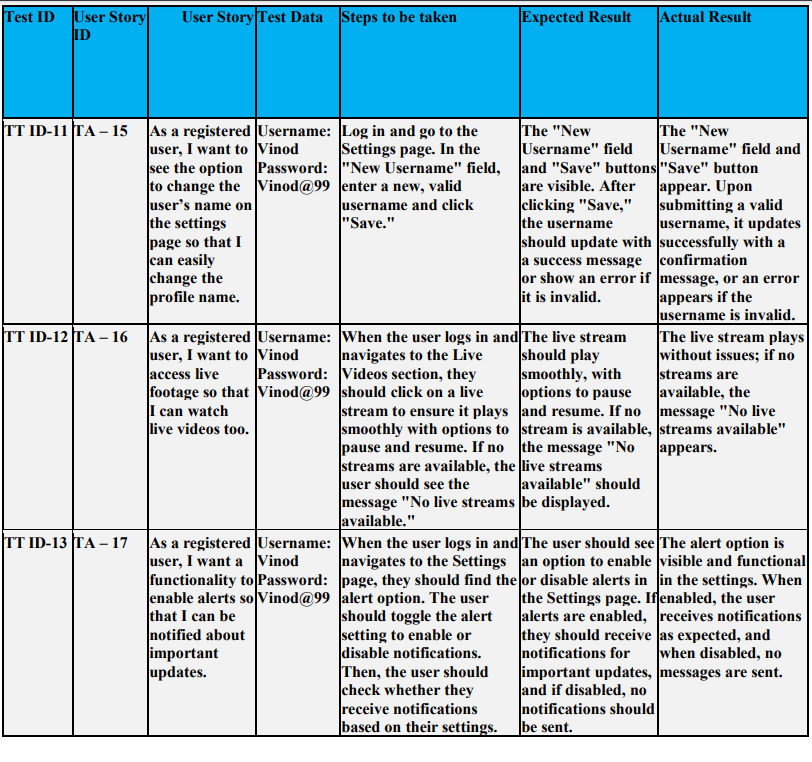 Test ID
User Story
ID
User Story
Test Data
Steps to be taken
Expected Result
Actual Result
TT ID-11
TA – 15
As a registered
user, I want to
see the option
to change the
user’s name on
the settings
page so that I
can easily
change the
profile name.
Username:
Vinod
Password:
Vinod@99
Log in and go to the
Settings page. In the
"New Username" field,
enter a new, valid
username and click
"Save."
The "New
Username" field
and "Save" buttons
are visible. After
clicking "Save,"
the username
should update with
a success message
or show an error if
it is invalid.
The "New
Username" field and
"Save" button
appear. Upon
submitting a valid
username, it updates
successfully with a
confirmation
message, or an error
appears if the
username is invalid.
TT ID-12
TA – 16
As a registered
user, I want to
access live
footage so that
I can watch
live videos too.
Username:
Vinod
Password:
Vinod@99
When the user logs in and
navigates to the Live
Videos section, they
should click on a live
stream to ensure it plays
smoothly with options to
pause and resume. If no
streams are available, the
user should see the
message "No live streams
available."
The live stream
should play
smoothly, with
options to pause
and resume. If no
stream is available,
the message "No
live streams
available" should
be displayed.
The live stream plays
without issues; if no
streams are
available, the
message "No live
streams available"
appears.
TT ID-13
TA – 17
As a registered
user, I want a
functionality to
enable alerts so
that I can be
notified about
important
updates.
Username:
Vinod
Password:
Vinod@99
When the user logs in and
navigates to the Settings
page, they should find the
alert option. The user
should toggle the alert
setting to enable or
disable notifications.
Then, the user should
check whether they
receive notifications
based on their settings.
The user should see
an option to enable
or disable alerts in
the Settings page. If
alerts are enabled,
they should receive
notifications for
important updates,
and if disabled, no
notifications should
be sent.
The alert option is
visible and functional
in the settings. When
enabled, the user
receives notifications
as expected, and
when disabled, no
messages are sent.